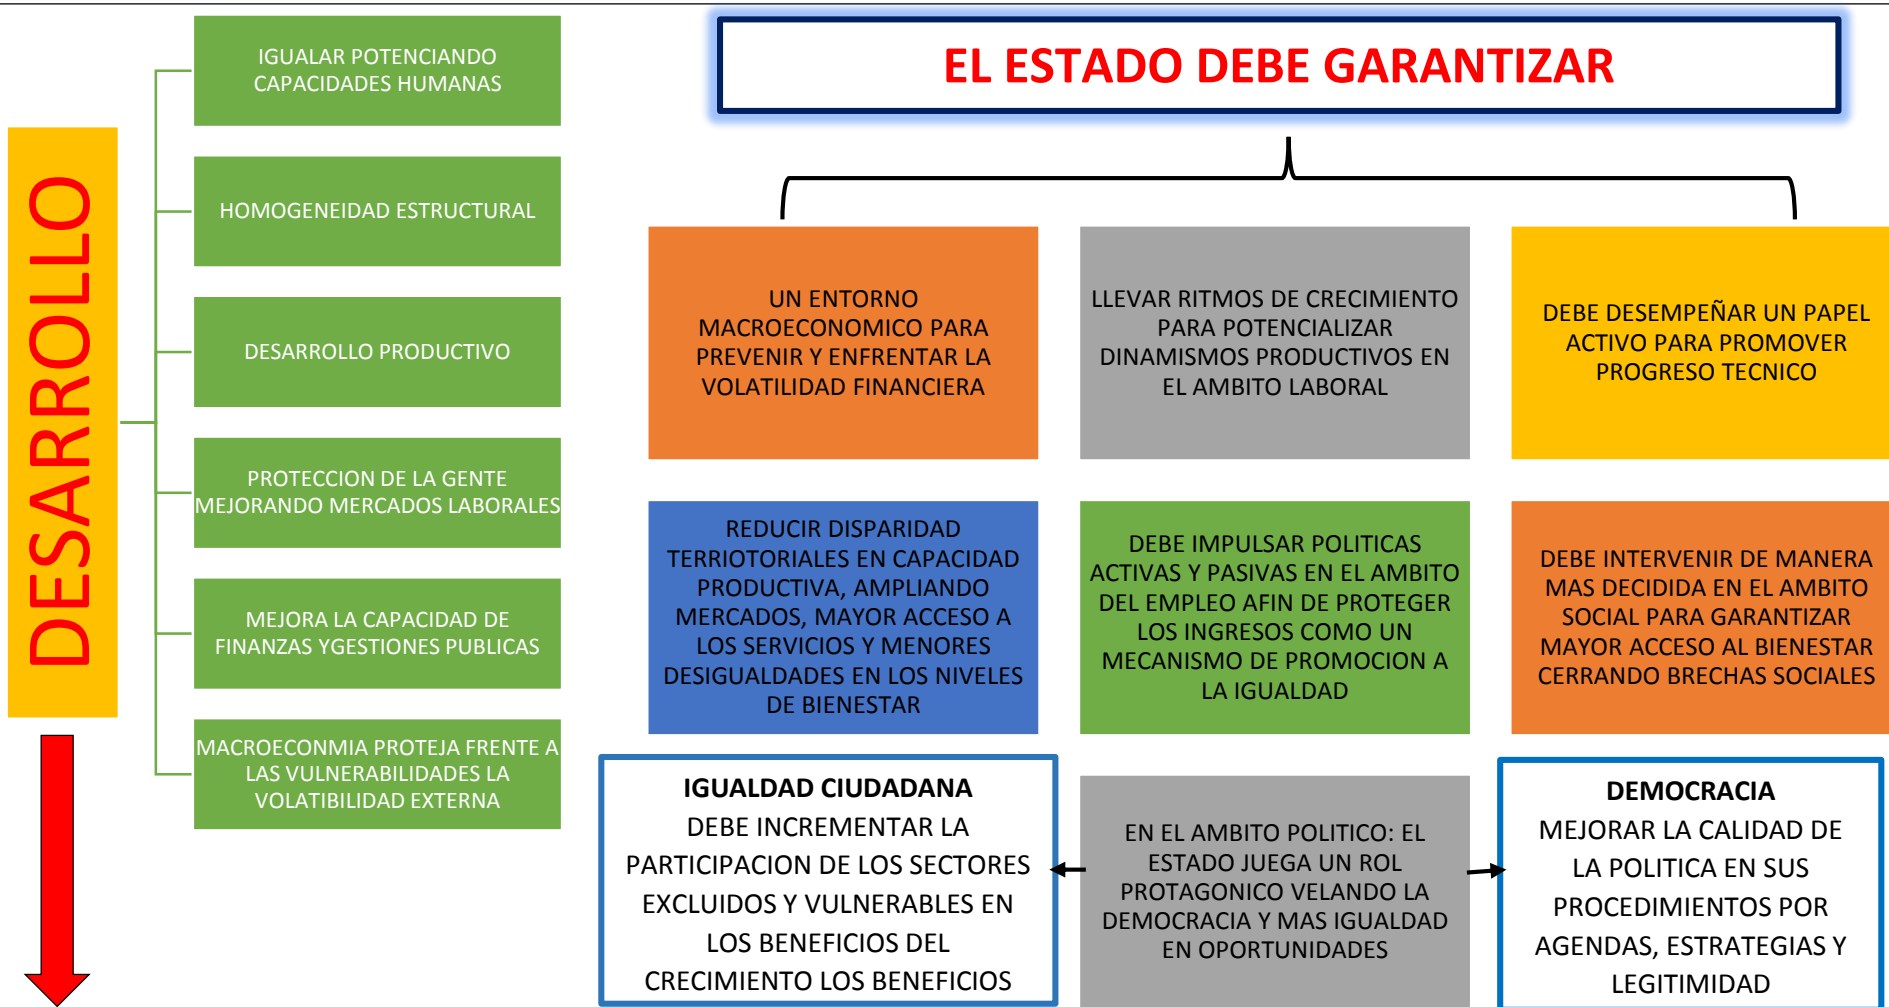 DESARROLLO
IGUALAR POTENCIANDO
CAPACIDADES HUMANAS
HOMOGENEIDAD ESTRUCTURAL
DESARROLLO PRODUCTIVO
PROTECCION DE LA GENTE
MEJORANDO MERCADOS LABORALES
MEJORA LA CAPACIDAD DE
FINANZAS YGESTIONES PUBLICAS
MACROECONMIA PROTEJA FRENTE A
LAS VULNERABILIDADES LA
VOLATIBILIDAD EXTERNA
EL ESTADO DEBE GARANTIZAR
UN ENTORNO
MACROECONOMICO PARA
PREVENIR Y ENFRENTAR LA
VOLATILIDAD FINANCIERA
LLEVAR RITMOS DE CRECIMIENTO
PARA POTENCIALIZAR
DINAMISMOS PRODUCTIVOS EN
EL AMBITO LABORAL
DEBE DESEMPEÑAR UN PAPEL
ACTIVO PARA PROMOVER
PROGRESO TECNICO
REDUCIR DISPARIDAD
TERRIOTORIALES EN CAPACIDAD
PRODUCTIVA, AMPLIANDO
MERCADOS, MAYOR ACCESO A
LOS SERVICIOS Y MENORES
DESIGUALDADES EN LOS NIVELES
DE BIENESTAR
DEBE IMPULSAR POLITICAS
ACTIVAS Y PASIVAS EN EL AMBITO
DEL EMPLEO AFIN DE PROTEGER
LOS INGRESOS COMO UN
MECANISMO DE PROMOCION A
LA IGUALDAD
DEBE INTERVENIR DE MANERA
MAS DECIDIDA EN EL AMBITO
SOCIAL PARA GARANTIZAR
MAYOR ACCESO AL BIENESTAR
CERRANDO BRECHAS SOCIALES
IGUALDAD CIUDADANA
DEBE INCREMENTAR LA
PARTICIPACION DE LOS SECTORES
EXCLUIDOS Y VULNERABLES EN
LOS BENEFICIOS DEL
CRECIMIENTO LOS BENEFICIOS
EN EL AMBITO POLITICO: EL
ESTADO JUEGA UN ROL
PROTAGONICO VELANDO LA
DEMOCRACIA Y MAS IGUALDAD
EN OPORTUNIDADES
DEMOCRACIA
MEJORAR LA CALIDAD DE
LA POLITICA EN SUS
PROCEDIMIENTOS POR
AGENDAS, ESTRATEGIAS Y
LEGITIMIDAD